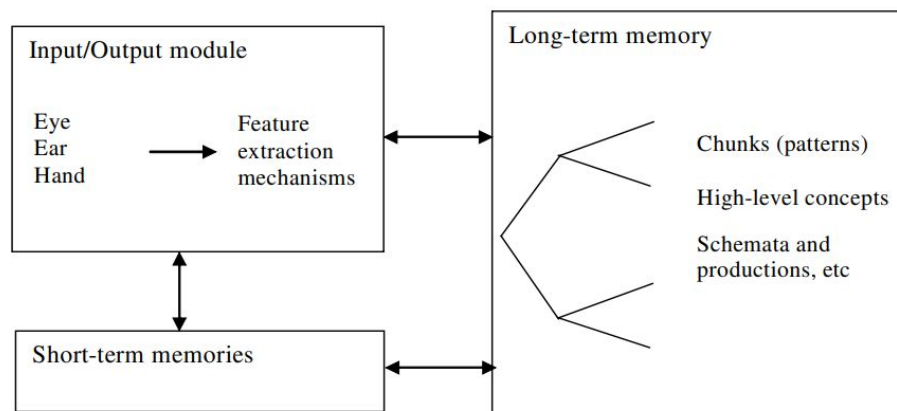 Input/Output module
Eye
Ear
Hand
Feature
extraction
mechanisms
Short-term memories
Long-term memory
Chunks (patterns)
High-level concepts
Schemata and
productions, etc